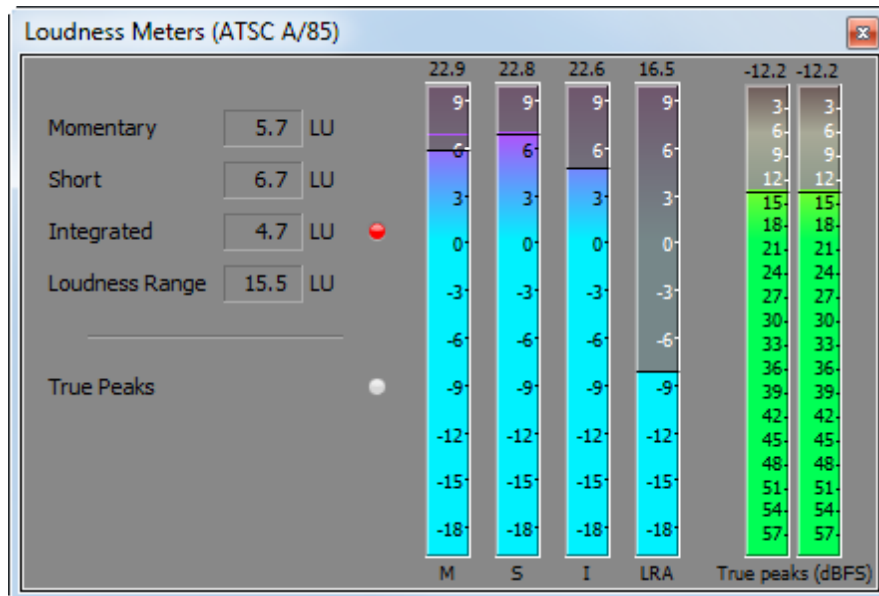 Loudness Meters (ATSC A/85)
22.9 22.8 22.6 16.5 -12.2 -12.2
Momentary 5.7 LU
Short 6.7 LU
Integrated 4.7 LU
Loudness Range 15.5 LU
True Peaks
9 9 9 9
6 6 6 6
3 3 3 3
0 0 0 0
-3 -3 -3 -3
-6 -6 -6 -6
-9 -9 -9 -9
-12 -12 -12 -12
-15 -15 -15 -15
-18 -18 -18 -18
3- 3-
6- 6-
9- 9-
12- 12-
15- 15-
18- 18-
21- 21-
24- 24-
27- 27-
30- 30-
33- 33-
36- 36-
39- 39-
42- 42-
45- 45-
48- 48-
51- 51-
54- 54-
57- 57-
M S I LRA True peaks (dBFS)